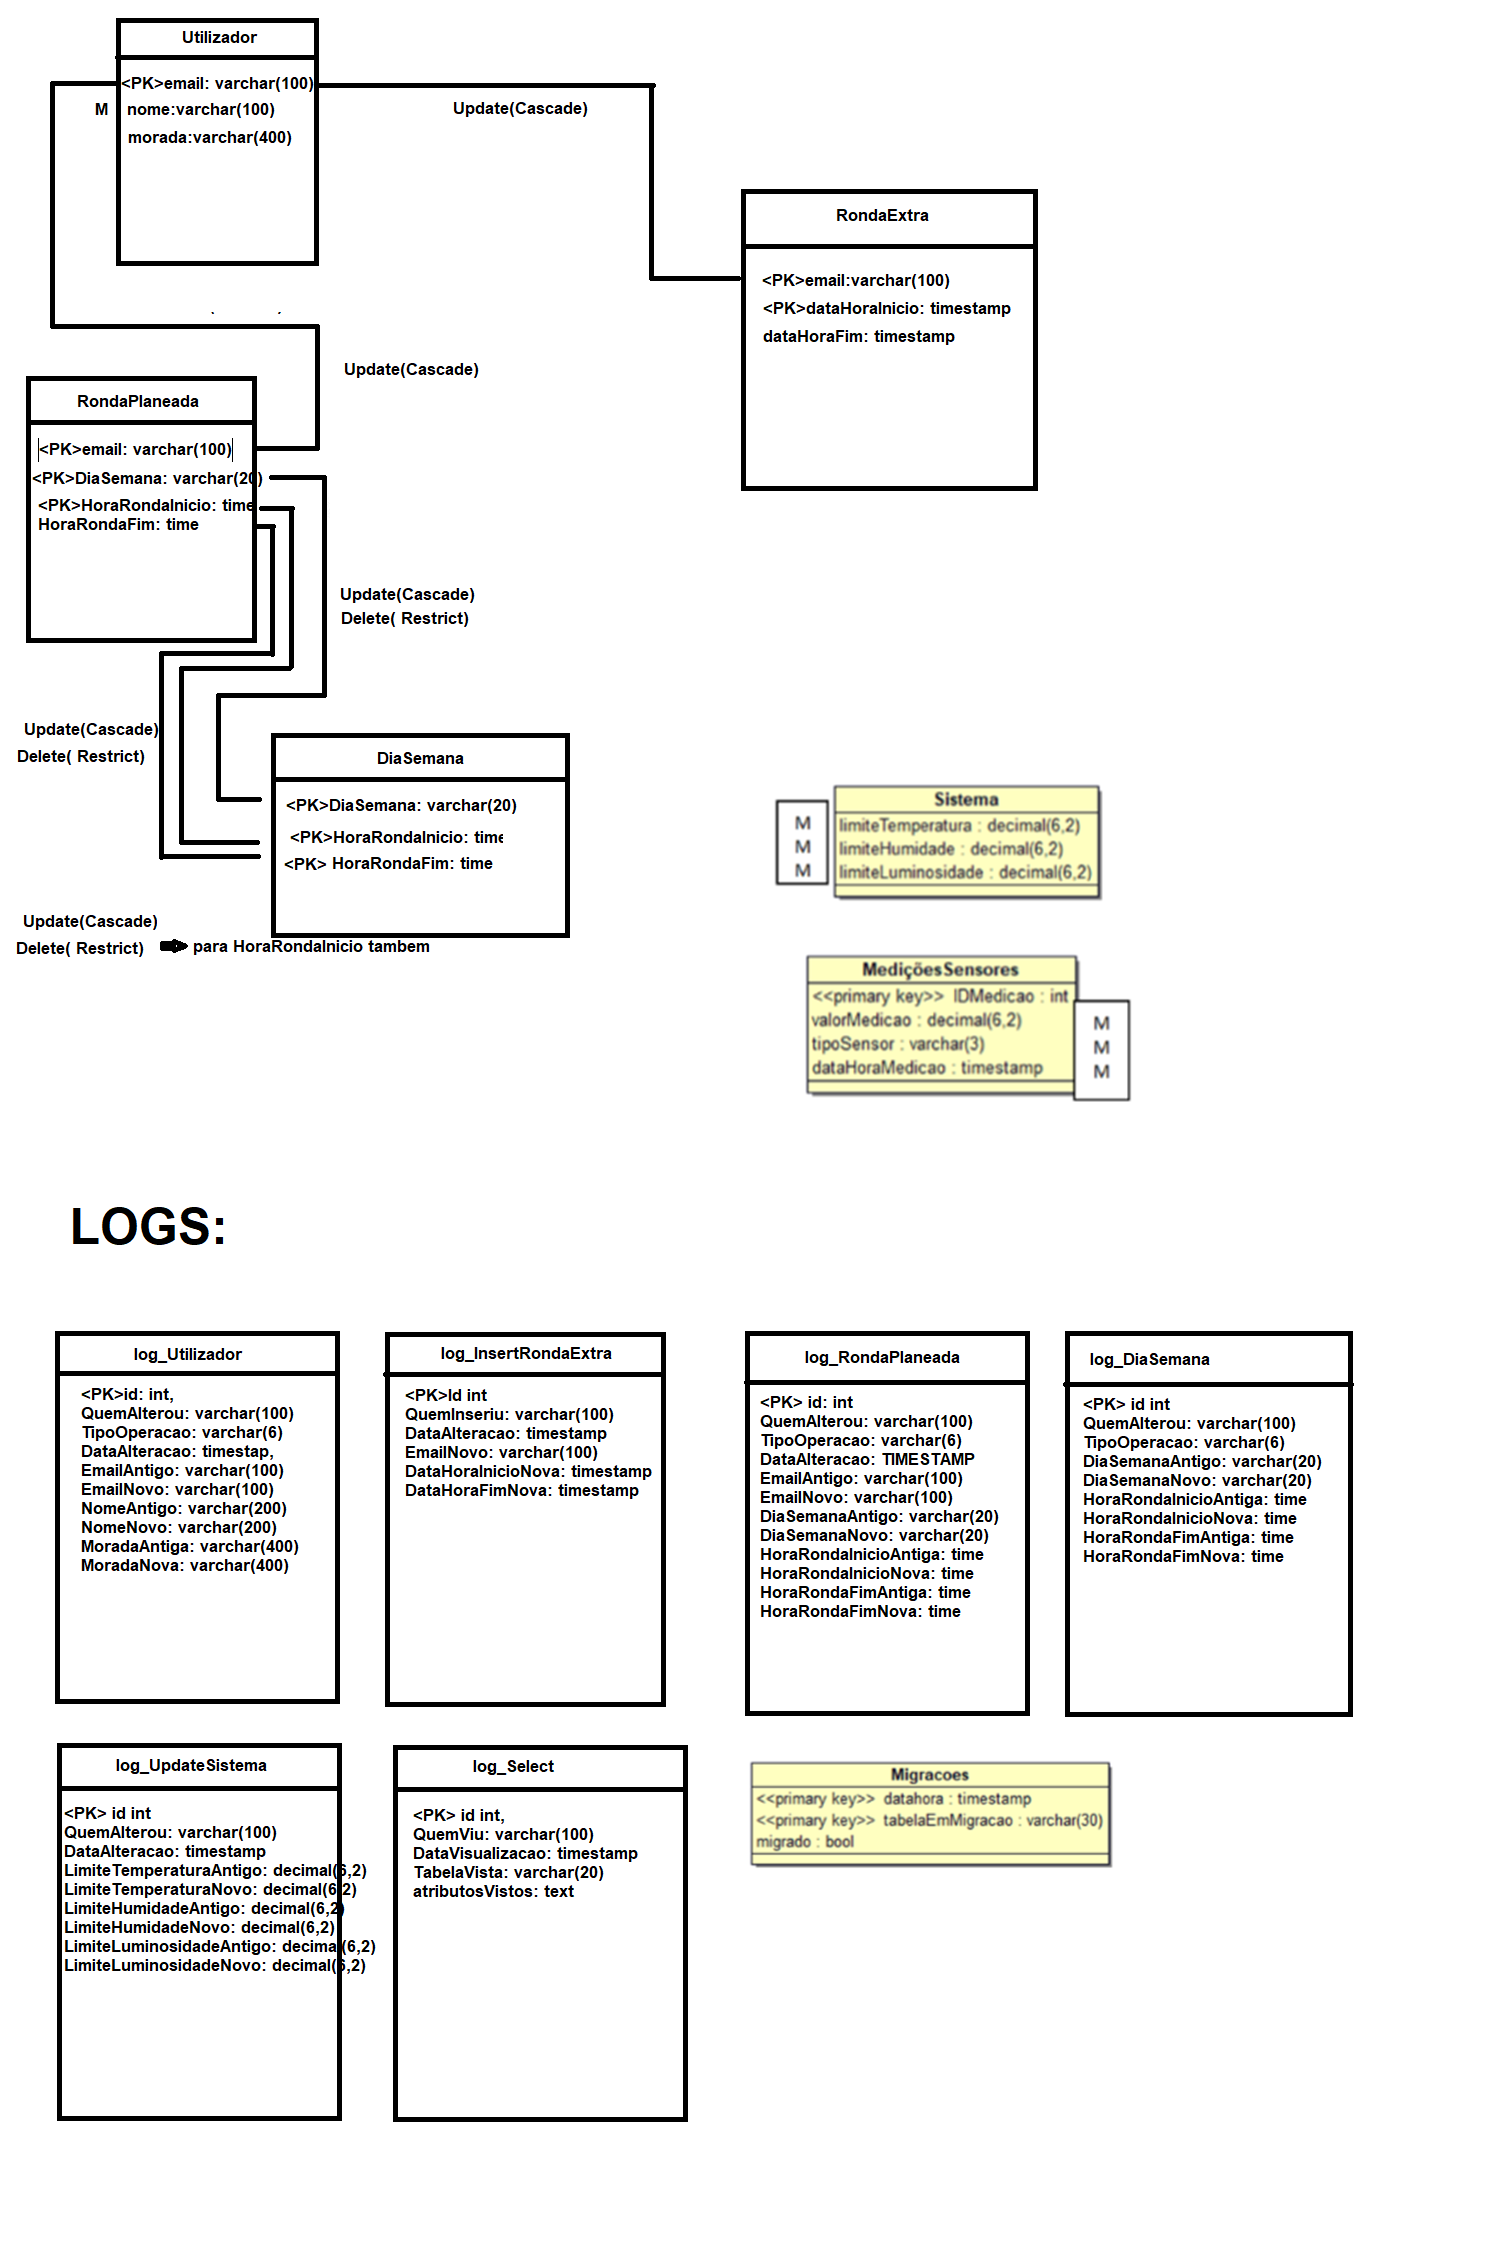 Utilizador
<PK>email: varchar(100)
M
nome:varchar(100)
morada:varchar(400)
Update(Cascade)
RondaExtra
<PK>email:varchar(100)
<PK>dataHoraInicio: timestamp
dataHoraFim: timestamp
Update(Cascade)
RondaPlaneada
<PK>email: varchar(100)
<PK>DiaSemana: varchar(20)
<PK>HoraRondaInicio: time
HoraRondaFim: time
Update(Cascade)
Delete( Restrict)
Update(Cascade)
Delete( Restrict)
DiaSemana
<PK>DiaSemana: varchar(20)
<PK>HoraRondaInicio: time
<PK> HoraRondaFim: time
Update(Cascade)
Delete( Restrict)
para HoraRondaInicio tambem
Sistema
M
limiteTemperatura : decimal(6,2)
M
limiteHumidade : decimal(6,2)
M
limiteLuminosidade : decimal(6,2)
MediçõesSensores
<<primary key>> IDMedicao : int
valorMedicao : decimal(6,2)
M
tipoSensor : varchar(3)
M
dataHoraMedicao : timestamp
M
LOGS:
log_Utilizador
<PK>id: int,
QuemAlterou: varchar(100)
TipoOperacao: varchar(6)
DataAlteracao: timestap,
EmailAntigo: varchar(100)
EmailNovo: varchar(100)
NomeAntigo: varchar(200)
NomeNovo: varchar(200)
MoradaAntiga: varchar(400)
MoradaNova: varchar(400)
log_InsertRondaExtra
<PK>Id int
QuemInseriu: varchar(100)
DataAlteracao: timestamp
EmailNovo: varchar(100)
DataHoraInicioNova: timestamp
DataHoraFimNova: timestamp
log_RondaPlaneada
<PK> id: int
QuemAlterou: varchar(100)
TipoOperacao: varchar(6)
DataAlteracao: TIMESTAMP
EmailAntigo: varchar(100)
EmailNovo: varchar(100)
DiaSemanaAntigo: varchar(20)
DiaSemanaNovo: varchar(20)
HoraRondaInicioAntiga: time
HoraRondaInicioNova: time
HoraRondaFimAntiga: time
HoraRondaFimNova: time
log_DiaSemana
<PK> id int
QuemAlterou: varchar(100)
TipoOperacao: varchar(6)
DiaSemanaAntigo: varchar(20)
DiaSemanaNovo: varchar(20)
HoraRondaInicioAntiga: time
HoraRondaInicioNova: time
HoraRondaFimAntiga: time
HoraRondaFimNova: time
log_UpdateSistema
<PK> id int
QuemAlterou: varchar(100)
DataAlteracao: timestamp
LimiteTemperaturaAntigo: decimal(6,2)
LimiteTemperaturaNovo: decimal(6,2)
LimiteHumidadeAntigo: decimal(6,2)
LimiteHumidadeNovo: decimal(6,2)
LimiteLuminosidadeAntigo: decimal(6,2)
LimiteLuminosidadeNovo: decimal(6,2)
log_Select
<PK> id int,
QuemViu: varchar(100)
DataVisualizacao: timestamp
TabelaVista: varchar(20)
atributosVistos: text
Migracoes
<<primary key>> datahora : timestamp
<<primary key>> tabelaEmMigracao : varchar(30)
migrado : bool